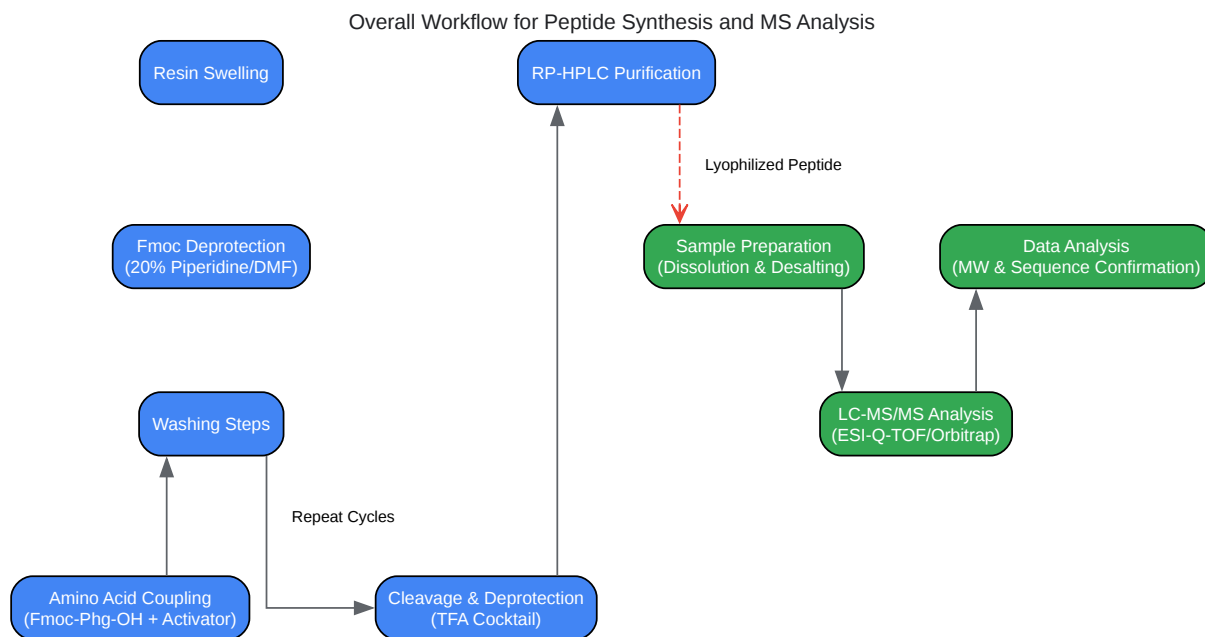 Overall Workflow for Peptide Synthesis and MS Analysis
Resin Swelling
RP-HPLC Purification
Lyophilized Peptide
Fmoc Deprotection
(20% Piperidine/DMF)
Sample Preparation
(Dissolution & Desalting)
Data Analysis
(MW & Sequence Confirmation)
Washing Steps
LC-MS/MS Analysis
(ESI-Q-TOF/Orbitrap)
Repeat Cycles
Amino Acid Coupling
(Fmoc-Phg-OH + Activator)
Cleavage & Deprotection
(TFA Cocktail)